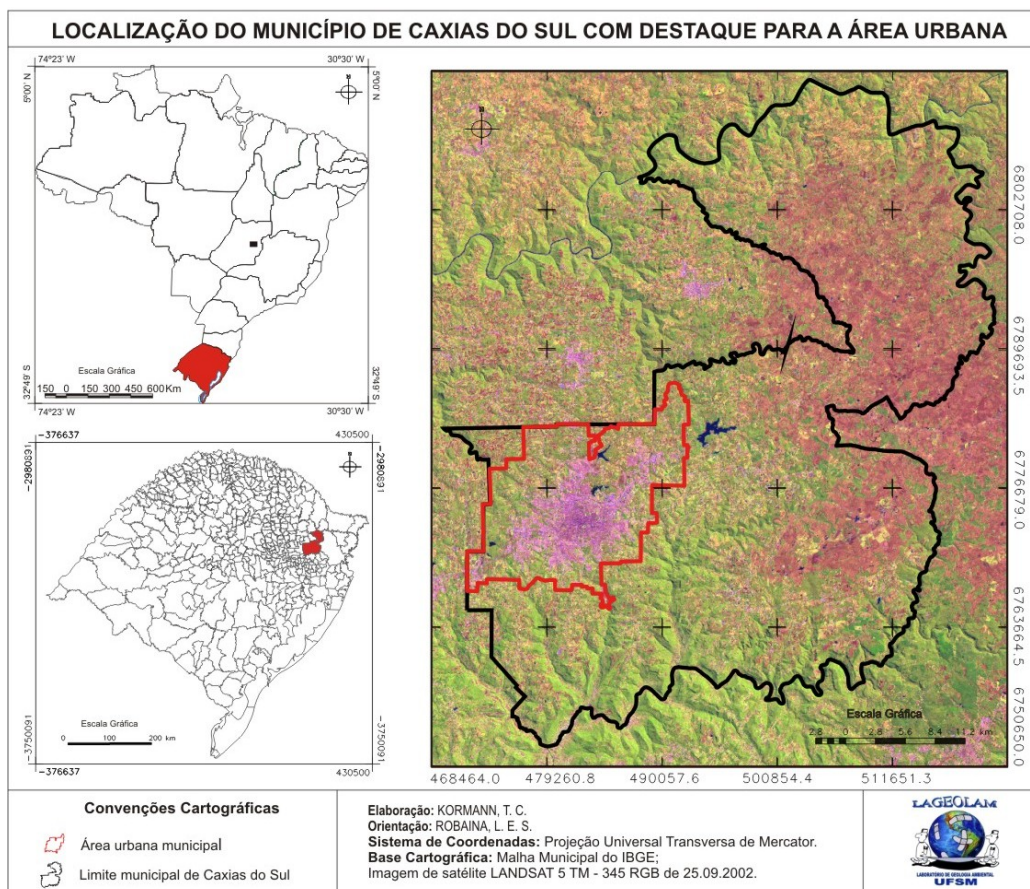 LOCALIZAÇÃO DO MUNICÍPIO DE CAXIAS DO SUL COM DESTAQUE PARA A ÁREA URBANA
74°23' W
30°30' W
5°00' N
5°00' N
N
Escala Gráfica
150 0 150 300 450 600 Km
32°49' S
32°49' S
74°23' W
30°30' W
-376637
430500
-2980891
-2980891
N
Escala Gráfica
0 100 200 km
-3750091
-3750091
-376637
430500
N
6802708.0
6789693.5
6776679.0
6763664.5
6750650.0
Escala Gráfica
2.8 0 2.8 5.6 8.4 11.2 km
468464.0 479260.8 490057.6 500854.4 511651.3
Convenções Cartográficas
Área urbana municipal
Limite municipal de Caxias do Sul
Elaboração: KORMANN, T. C.
Orientação: ROBAINA, L. E. S.
Sistema de Coordenadas: Projeção Universal Transversa de Mercator.
Base Cartográfica: Malha Municipal do IBGE;
Imagem de satélite LANDSAT 5 TM - 345 RGB de 25.09.2002.
LAGEOLAM
LABORATÓRIO DE GEOLOGIA AMBIENTAL
UFSM